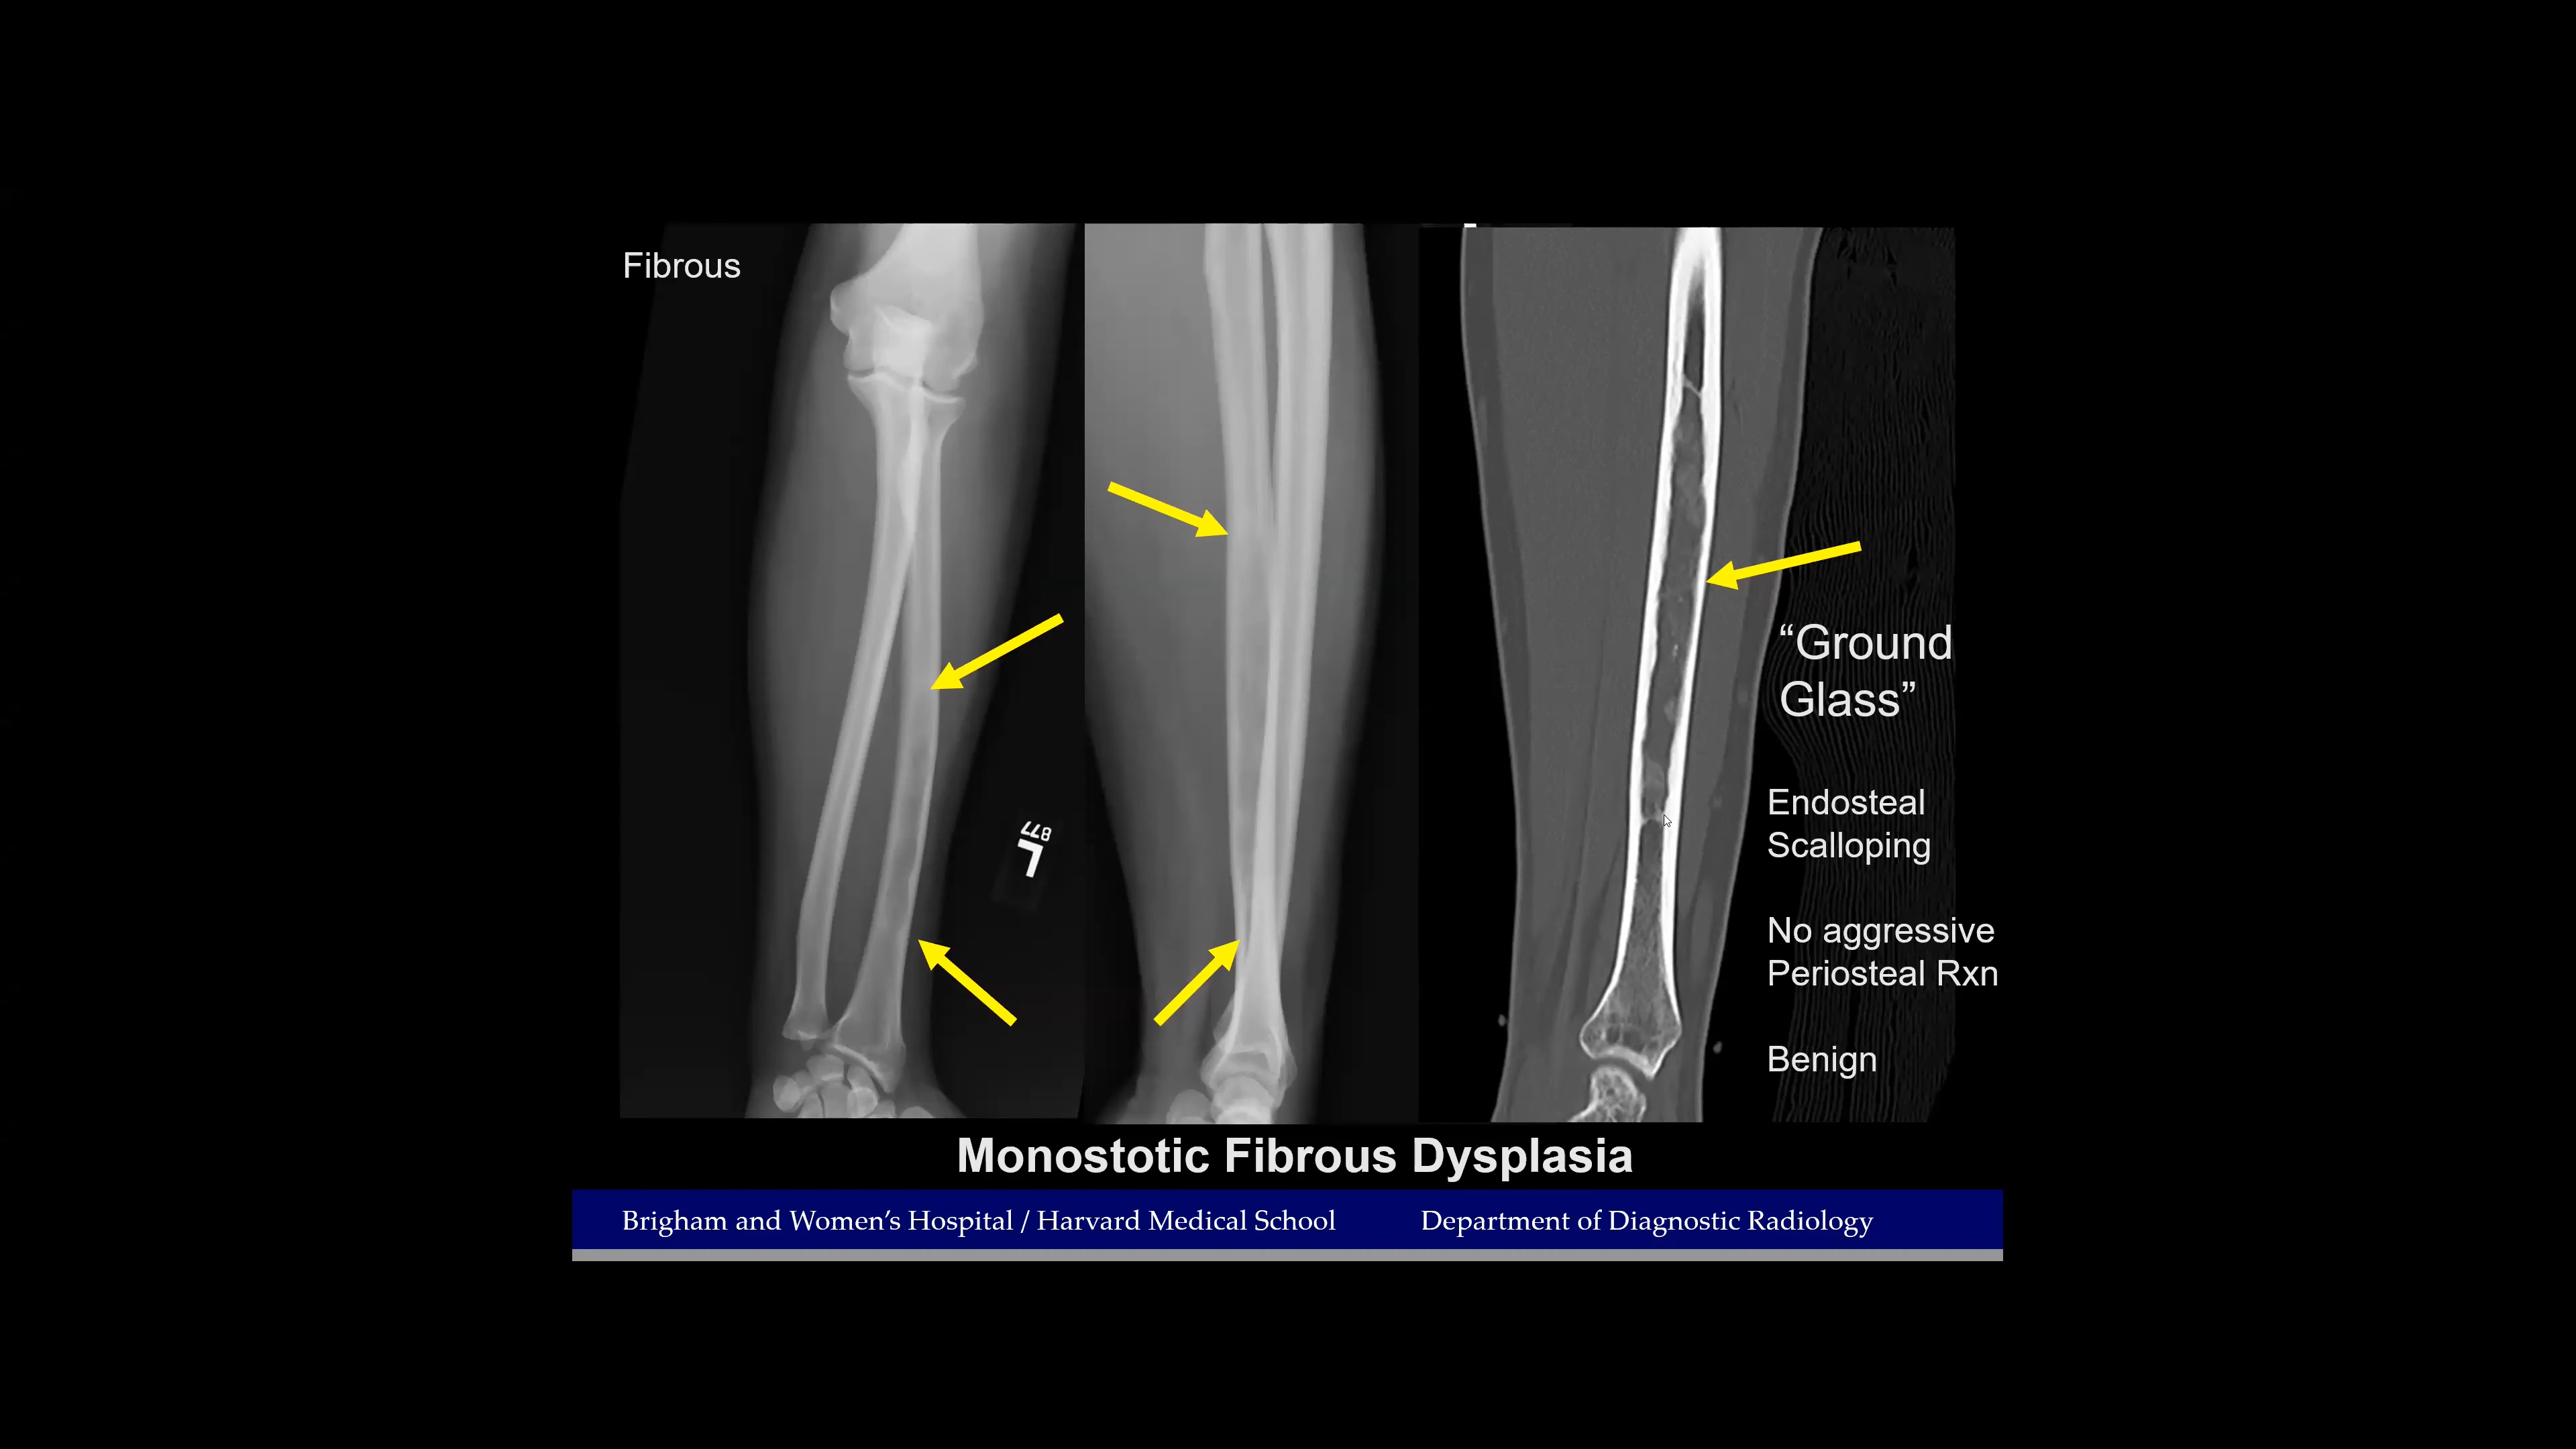 Fibrous
877
L
“Ground
Glass”
Endosteal
Scalloping
No aggressive
Periosteal Rxn
Benign
Monostotic Fibrous Dysplasia
Brigham and Women’s Hospital / Harvard Medical School
Department of Diagnostic Radiology